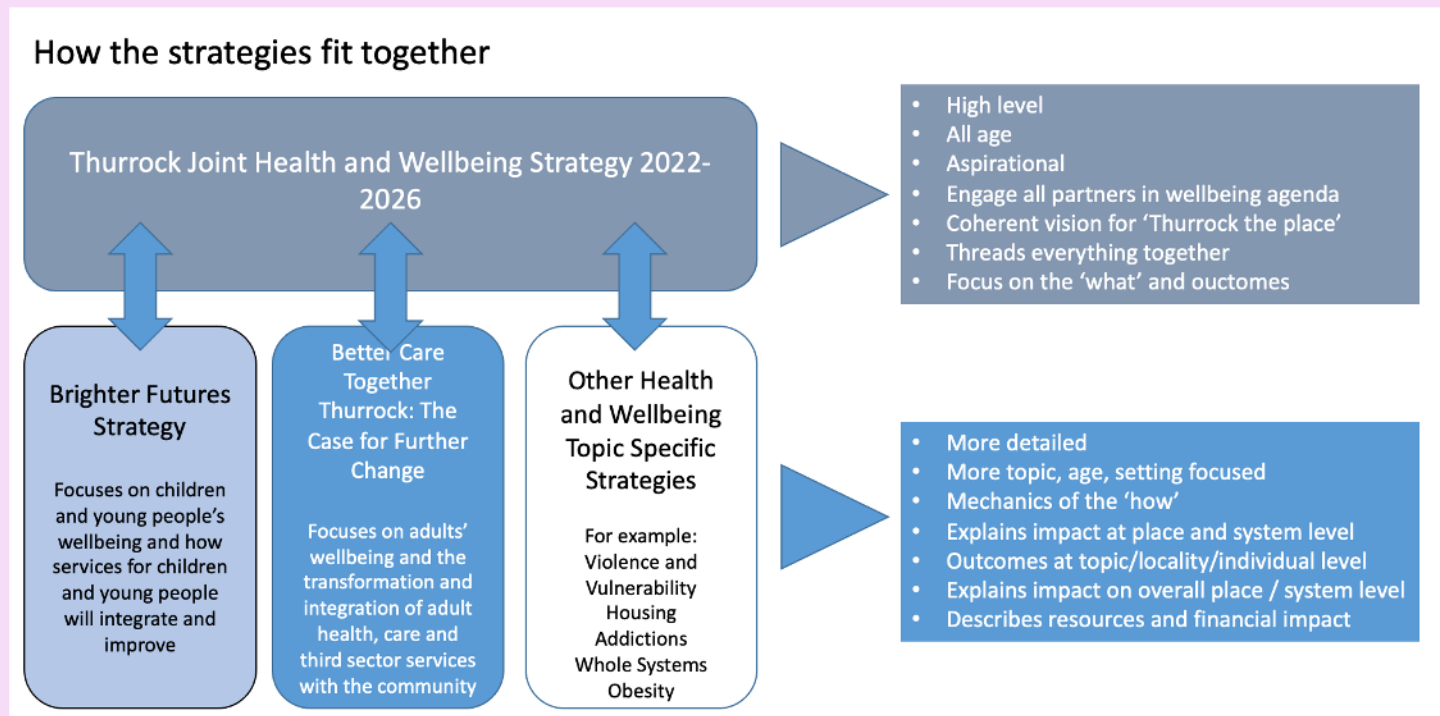 How the strategies fit together
Thurrock Joint Health and Wellbeing Strategy 2022-
2026
• High level
• All age
• Aspirational
• Engage all partners in wellbeing agenda
• Coherent vision for ‘Thurrock the place’
• Threads everything together
• Focus on the ‘what’ and ouctomes
Brighter Futures
Strategy
Focuses on children
and young people’s
wellbeing and how
services for children
and young people
will integrate and
improve
Better Care
Together
Thurrock: The
Case for Further
Change
Focuses on adults’
wellbeing and the
transformation and
integration of adult
health, care and
third sector services
with the community
Other Health
and Wellbeing
Topic Specific
Strategies
For example:
Violence and
Vulnerability
Housing
Addictions
Whole Systems
Obesity
• More detailed
• More topic, age, setting focused
• Mechanics of the ‘how’
• Explains impact at place and system level
• Outcomes at topic/locality/individual level
• Explains impact on overall place / system level
• Describes resources and financial impact